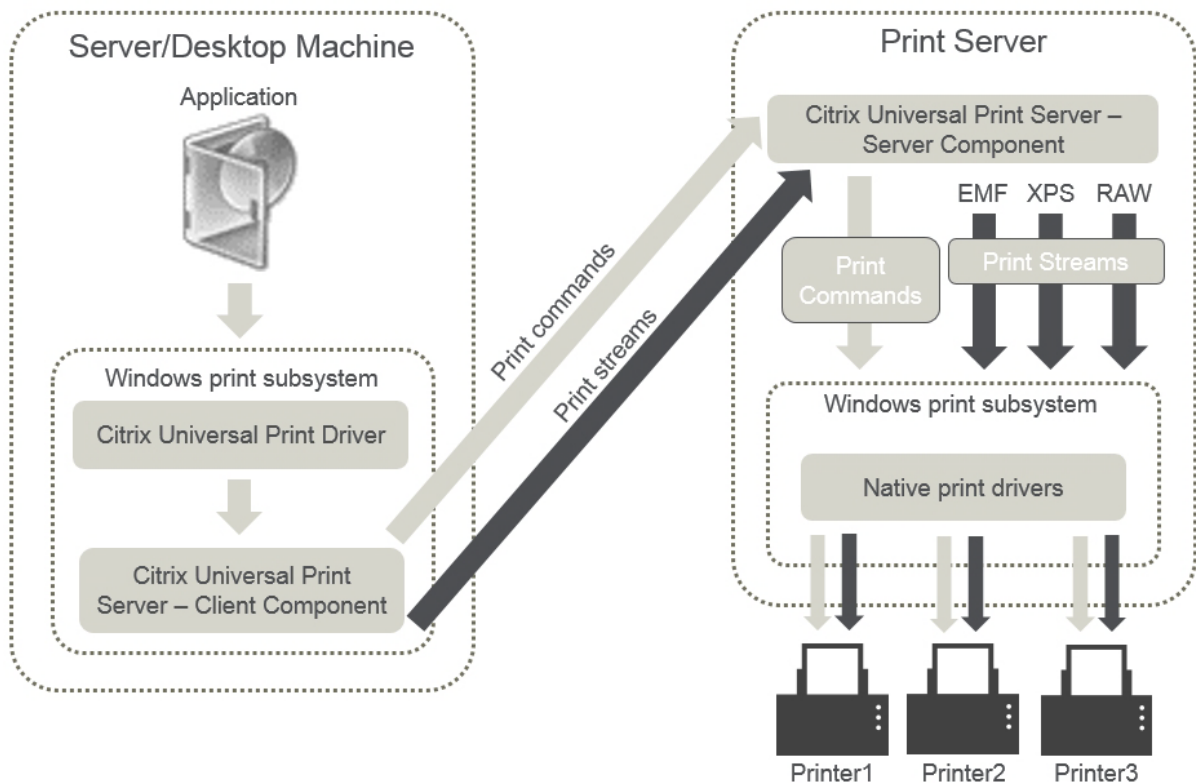 Server/Desktop Machine
Application
Windows print subsystem
Citrix Universal Print Driver
Citrix Universal Print
Server – Client Component
Print commands
Print streams
Print Server
Citrix Universal Print Server –
Server Component
EMF XPS RAW
Print
Commands
Print Streams
Windows print subsystem
Native print drivers
Printer1 Printer2 Printer3